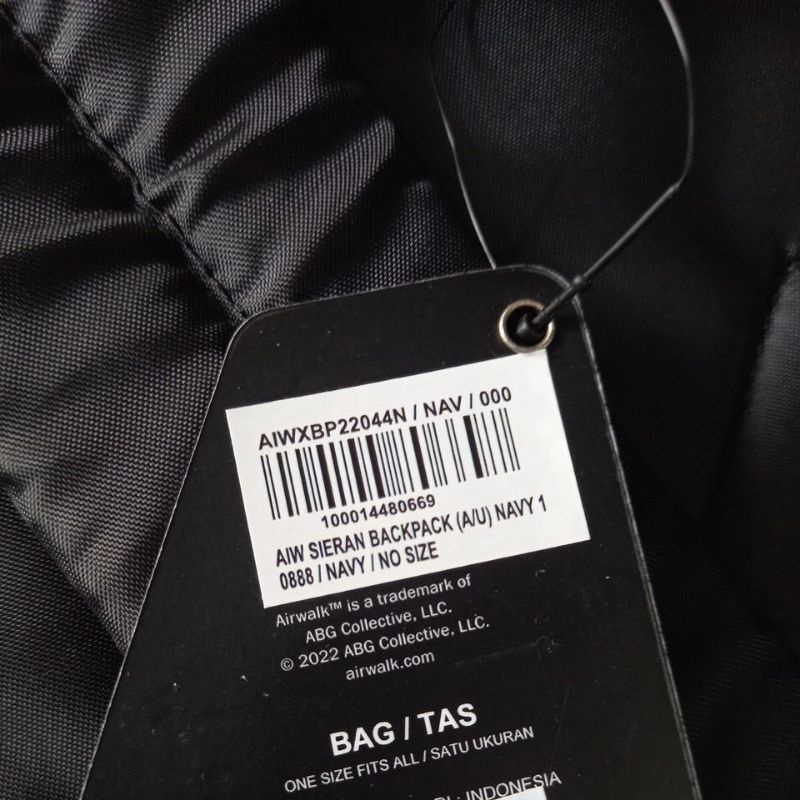 AIWXBP22044N / NAV / 000
100014480669
AIW SIERAN BACKPACK (A/U) NAVY 1
0888 / NAVY / NO SIZE
Airwalk™ is a trademark of
ABG Collective, LLC.
© 2022 ABG Collective, LLC.
airwalk.com
BAG / TAS
ONE SIZE FITS ALL / SATU UKURAN
: INDONESIA